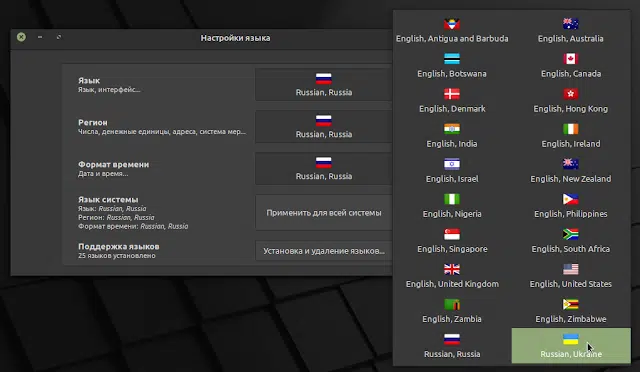 Настройки языка
Язык
Язык, интерфейс...
Russian, Russia
Регион
Числа, денежные единицы, адреса, система мер...
Russian, Russia
Формат времени
Дата и время...
Russian, Russia
Язык системы
Язык: Russian, Russia
Регион: Russian, Russia
Формат времени: Russian, Russia
Применить для всей системы
Поддержка языков
25 языков установлено
Установка и удаление языков...
English, Antigua and Barbuda
English, Australia
English, Botswana
English, Canada
English, Denmark
English, Hong Kong
English, India
English, Ireland
English, Israel
English, New Zealand
English, Nigeria
English, Philippines
English, Singapore
English, South Africa
English, United Kingdom
English, United States
English, Zambia
English, Zimbabwe
Russian, Russia
Russian, Ukraine